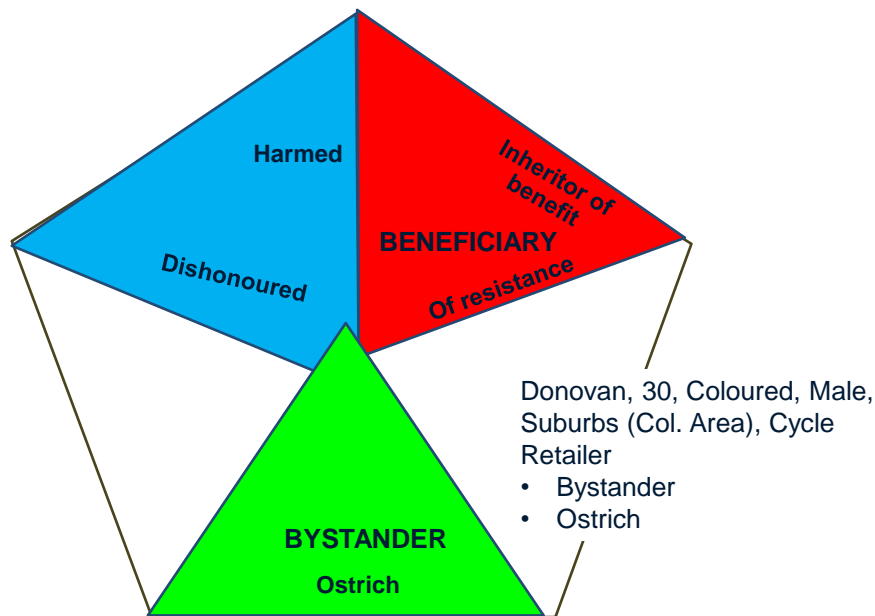 Harmed
Dishonoured
Inheritor of
benefit
BENEFICIARY
Of resistance
Donovan, 30, Coloured, Male,
Suburbs (Col. Area), Cycle
Retailer
• Bystander
• Ostrich
BYSTANDER
Ostrich